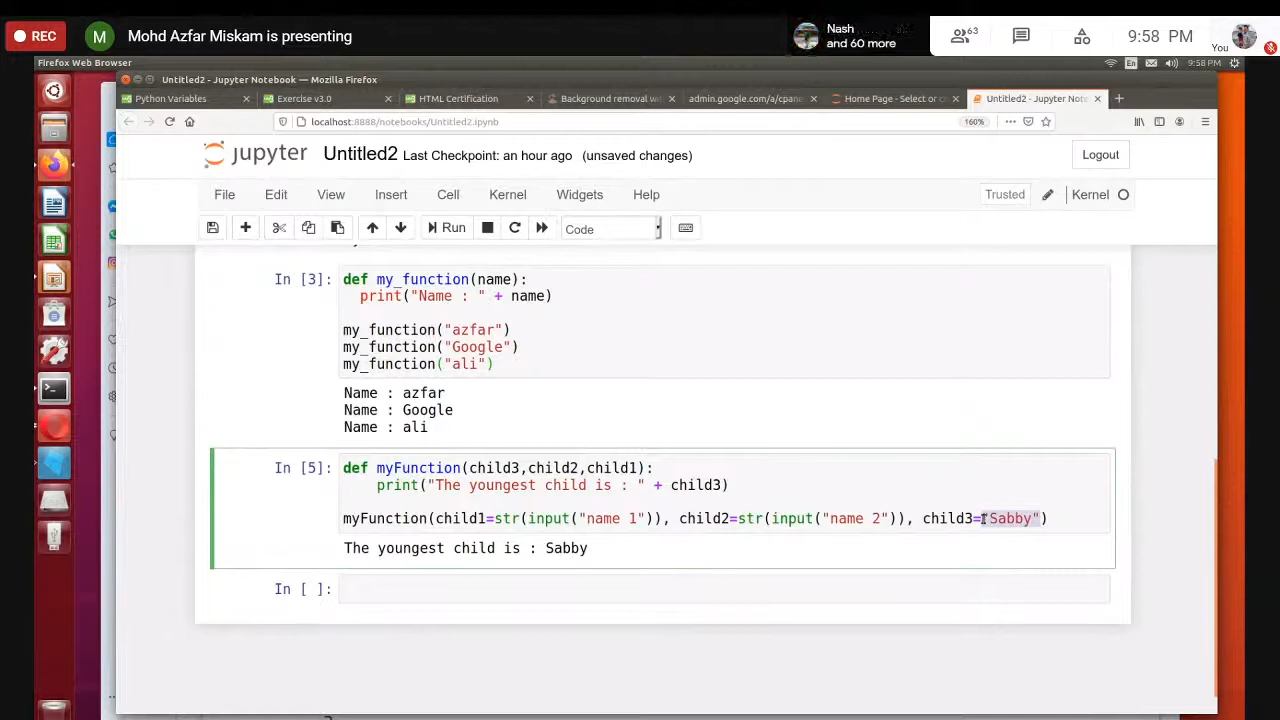 REC
M
Mohd Azfar Miskam is presenting
Nash
and 60 more
63
9:58 PM
You
Firefox Web Browser
En
9:58 PM
Untitled2 - Jupyter Notebook — Mozilla Firefox
Python Variables
HTML Certification
Background removal wit
admin.google.com/a/cpane
Home Page - Select or c
Untitled2 - Jupyter Note
localhost:8888/notebooks/Untitled2.ipynb
160%
jupyter Untitled2 Last Checkpoint: an hour ago (unsaved changes)
Logout
File Edit View Insert Cell Kernel Widgets Help
Trusted
Kernel
Run
Code
In [3]: def my_function(name):
print("Name : " + name)
my_function("azfar")
my_function("Google")
my_function("ali")
Name : azfar
Name : Google
Name : ali
In [5]: def myFunction(child3,child2,child1):
print("The youngest child is : " + child3)
myFunction(child1=str(input("name 1")), child2=str(input("name 2")), child3="Sabby")
The youngest child is : Sabby
In [ ]: